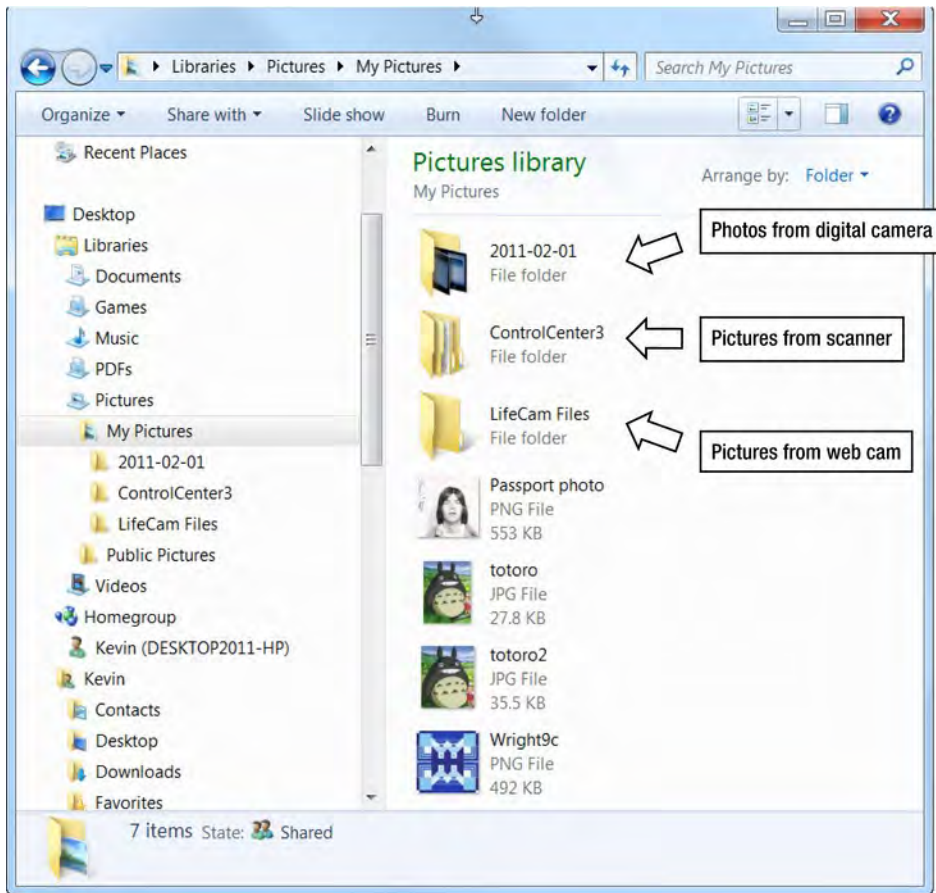 Libraries Pictures My Pictures
Search My Pictures
Organize Share with Slide show Burn New folder
Recent Places
Desktop
Libraries
Documents
Games
Music
PDFs
Pictures
My Pictures
2011-02-01
ControlCenter3
LifeCam Files
Public Pictures
Videos
Homegroup
Kevin (DESKTOP2011-HP)
Kevin
Contacts
Desktop
Downloads
Favorites
Pictures library
My Pictures
Arrange by: Folder
2011-02-01
File folder
Photos from digital camera
ControlCenter3
File folder
Pictures from scanner
LifeCam Files
File folder
Pictures from web cam
Passport photo
PNG File
553 KB
totoro
JPG File
27.8 KB
totoro2
JPG File
35.5 KB
Wright9c
PNG File
492 KB
7 items State: Shared